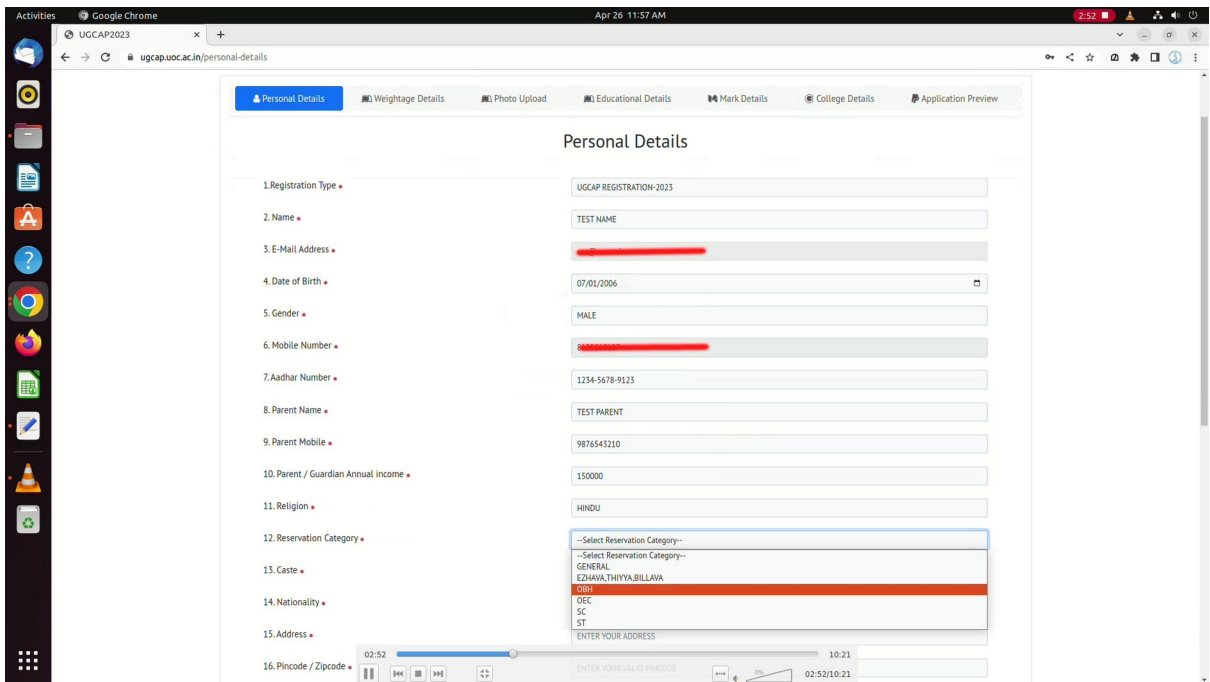 Activities Google Chrome Apr 26 11:57 AM 2:52
UGCAP2023
ugcap.uoc.ac.in/personal-details
Personal Details Weightage Details Photo Upload Educational Details Mark Details College Details Application Preview
Personal Details
1.Registration Type * UGCAP REGISTRATION-2023
2. Name * TEST NAME
3. E-Mail Address *
4. Date of Birth * 07/01/2006
5. Gender * MALE
6. Mobile Number *
7. Aadhar Number * 1234-5678-9123
8. Parent Name * TEST PARENT
9. Parent Mobile * 9876543210
10. Parent / Guardian Annual income * 150000
11. Religion * HINDU
12. Reservation Category * --Select Reservation Category--
--Select Reservation Category--
GENERAL
13. Caste * EZHAVA,THIYYA,BILLAVA
OBH
14. Nationality * OEC
SC
ST
15. Address * ENTER YOUR ADDRESS
02:52 10:21
16. Pincode / Zipcode * ENTER YOUR VALID PINCODE 0% 02:52/10:21